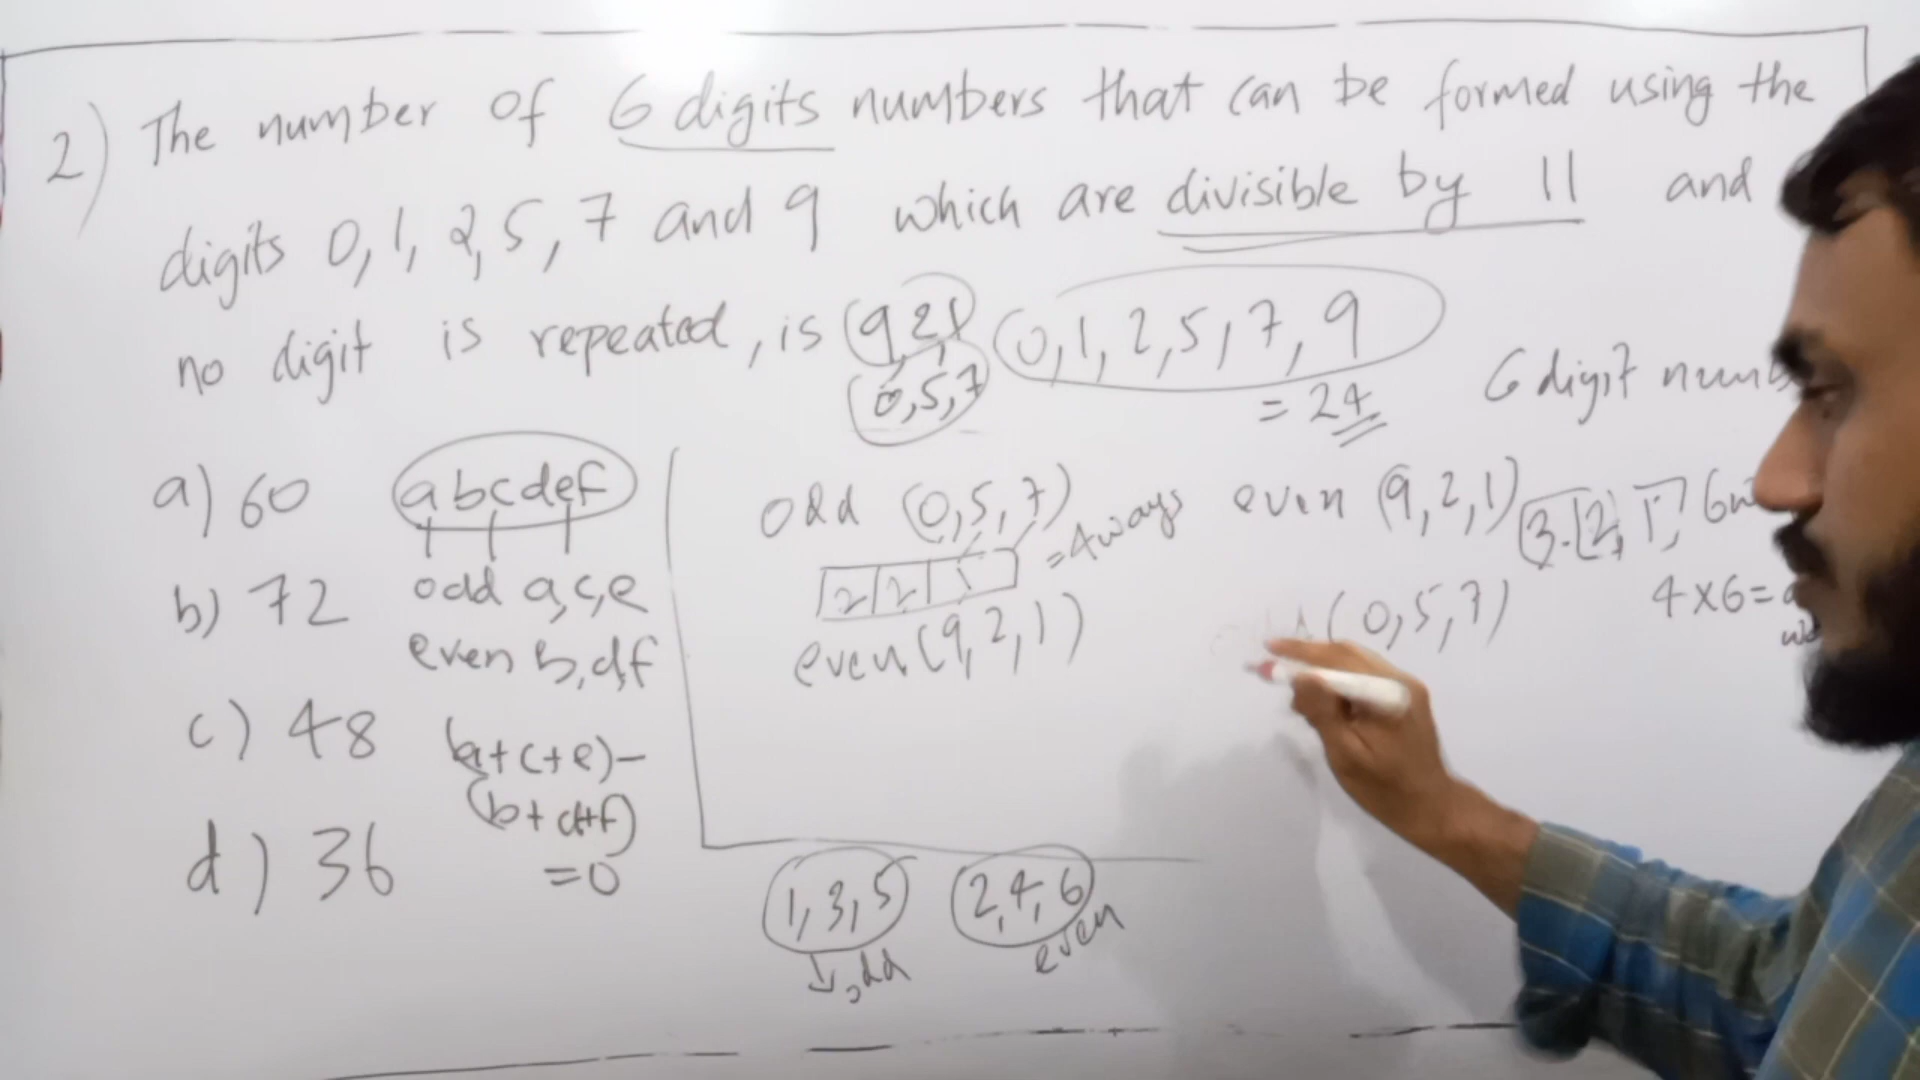 2) The number of 6 digits numbers that can be formed using the
digits 0, 1, 2, 5, 7 and 9 which are divisible by 11 and
no digit is repeated, is (9, 2, 1) 0, 1, 2, 5, 7, 9
(0, 5, 7)
= 24
6 digit
a) 60
b) 72
c) 48
d) 36
abcdef
odd a, c, e
even b, d, f
(a+c+e)-
(b+d+f)
=0
odd (0, 5, 7)
2 2 1 = 4 ways
even (9, 2, 1)
even (9, 2, 1) 3. 2, 1,
(0, 5, 7)
4x6=
1, 3, 5
odd
2, 4, 6
even